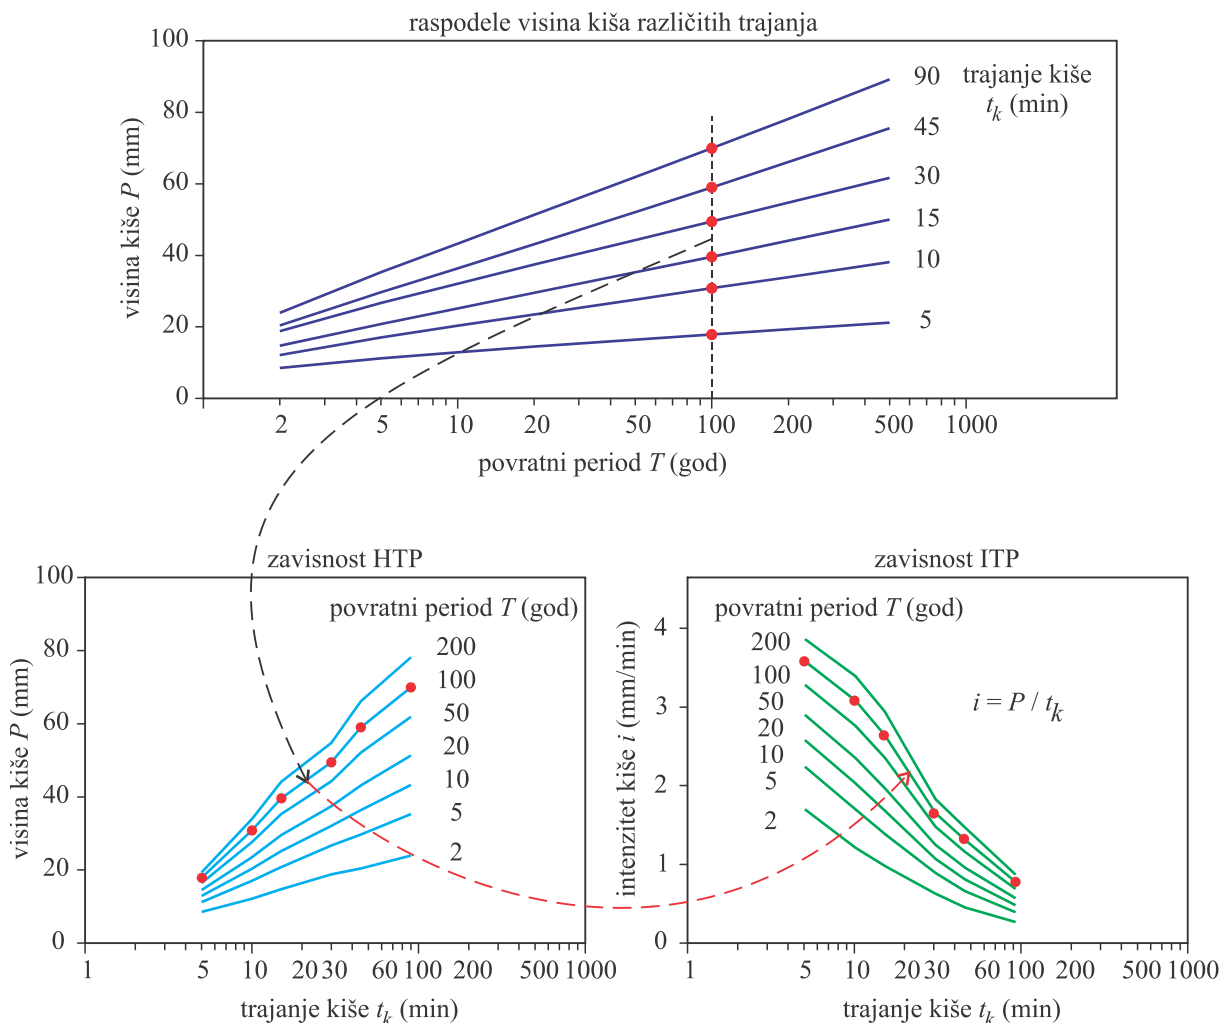 raspodele visina kiša različitih trajanja
visina kiše P (mm)
100
80
60
40
20
0
90
45
30
15
10
5
trajanje kiše
t_k (min)
2 5 10 20 50 100 200 500 1000
povratni period T (god)
zavisnost HTP
visina kiše P (mm)
100
80
60
40
20
0
povratni period T (god)
200
100
50
20
10
5
2
1 5 10 20 30 60 100 500 1000
trajanje kiše t_k (min)
zavisnost ITP
intenzitet kiše i (mm/min)
4
3
2
1
0
povratni period T (god)
200
100
50
20
10
5
2
i = P / t_k
1 5 10 20 30 60 100 500 1000
trajanje kiše t_k (min)